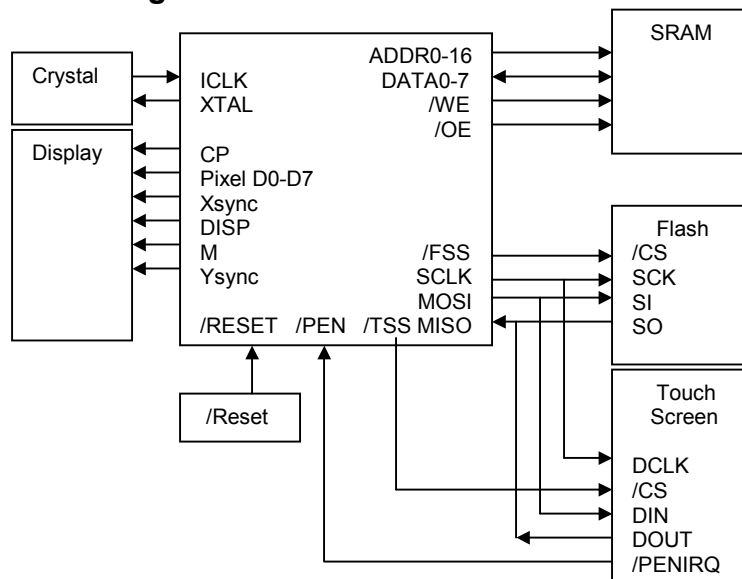 Crystal
ICLK
XTAL
Display
CP
Pixel D0-D7
Xsync
DISP
M
Ysync
ADDR0-16
DATA0-7
/WE
/OE
SRAM
/FSS
SCLK
MOSI
/RESET /PEN /TSS MISO
Flash
/CS
SCK
SI
SO
/Reset
Touch
Screen
DCLK
/CS
DIN
DOUT
/PENIRQ